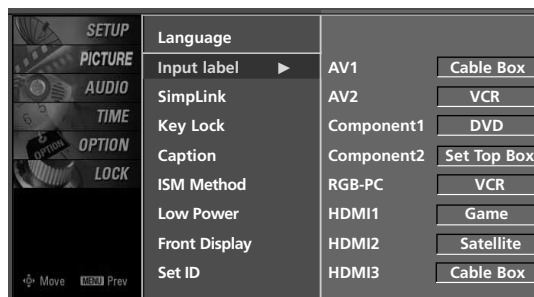 SETUP
PICTURE
AUDIO
TIME
OPTION
LOCK
Move MENU Prev
Language
Input label ▶
SimpLink
Key Lock
Caption
ISM Method
Low Power
Front Display
Set ID
AV1 Cable Box
AV2 VCR
Component1 DVD
Component2 Set Top Box
RGB-PC VCR
HDMI1 Game
HDMI2 Satellite
HDMI3 Cable Box